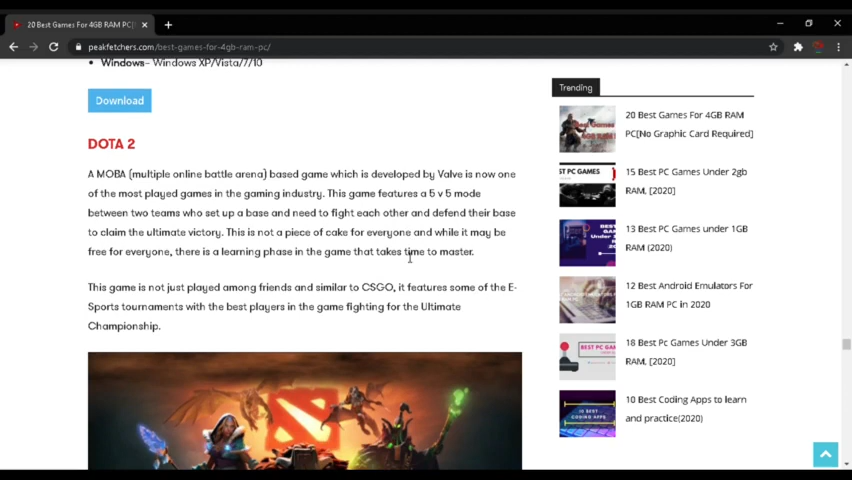 20 Best Games For 4GB RAM PC[
peakfetchers.com/best-games-for-4gb-ram-pc/
Windows– Windows XP/Vista/7/10
Download
DOTA 2
A MOBA (multiple online battle arena) based game which is developed by Valve is now one
of the most played games in the gaming industry. This game features a 5 v 5 mode
between two teams who set up a base and need to fight each other and defend their base
to claim the ultimate victory. This is not a piece of cake for everyone and while it may be
free for everyone, there is a learning phase in the game that takes time to master.
This game is not just played among friends and similar to CSGO, it features some of the E-
Sports tournaments with the best players in the game fighting for the Ultimate
Championship.
Trending
20 Best Games For 4GB RAM
PC[No Graphic Card Required]
15 Best PC Games Under 2gb
RAM, [2020]
13 Best PC Games under 1GB
RAM (2020)
12 Best Android Emulators For
1GB RAM PC in 2020
18 Best Pc Games Under 3GB
RAM, [2020]
10 Best Coding Apps to learn
and practice(2020)